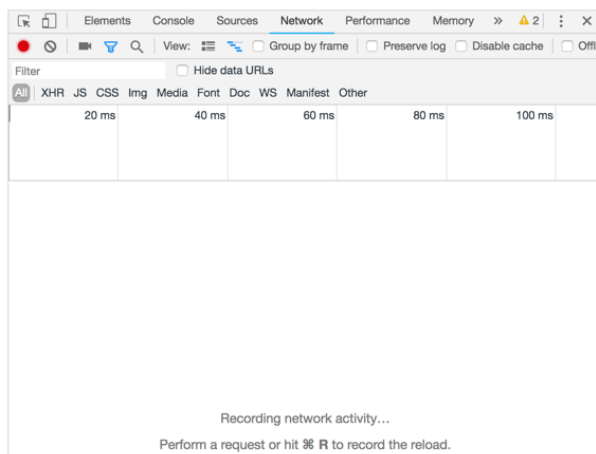 Elements Console Sources Network Performance Memory » 2
View: Group by frame Preserve log Disable cache Offl
Filter Hide data URLs
All XHR JS CSS Img Media Font Doc WS Manifest Other
20 ms 40 ms 60 ms 80 ms 100 ms
Recording network activity…
Perform a request or hit ⌘ R to record the reload.